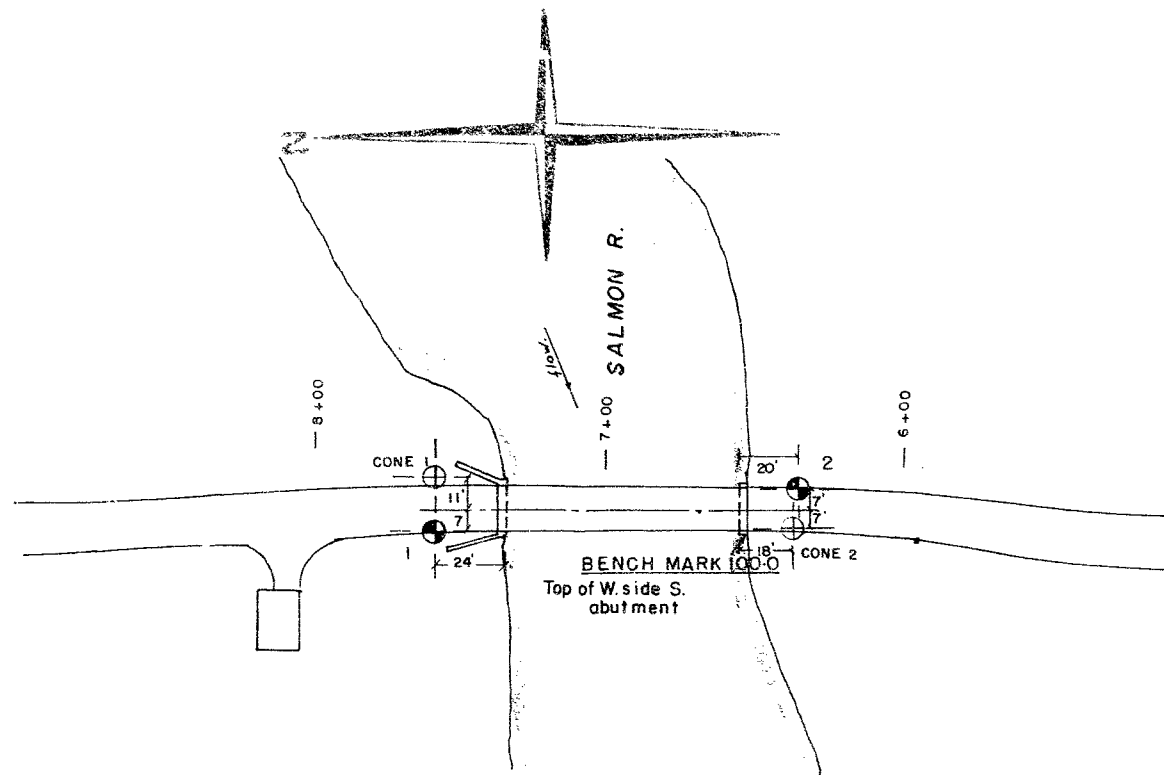 N
SALMON R.
flow.
8+00
7+00
6+00
CONE 1
11'
7
1
24'
20'
2
7'
7'
18'
CONE 2
BENCH MARK 100.0
Top of W. side S.
abutment